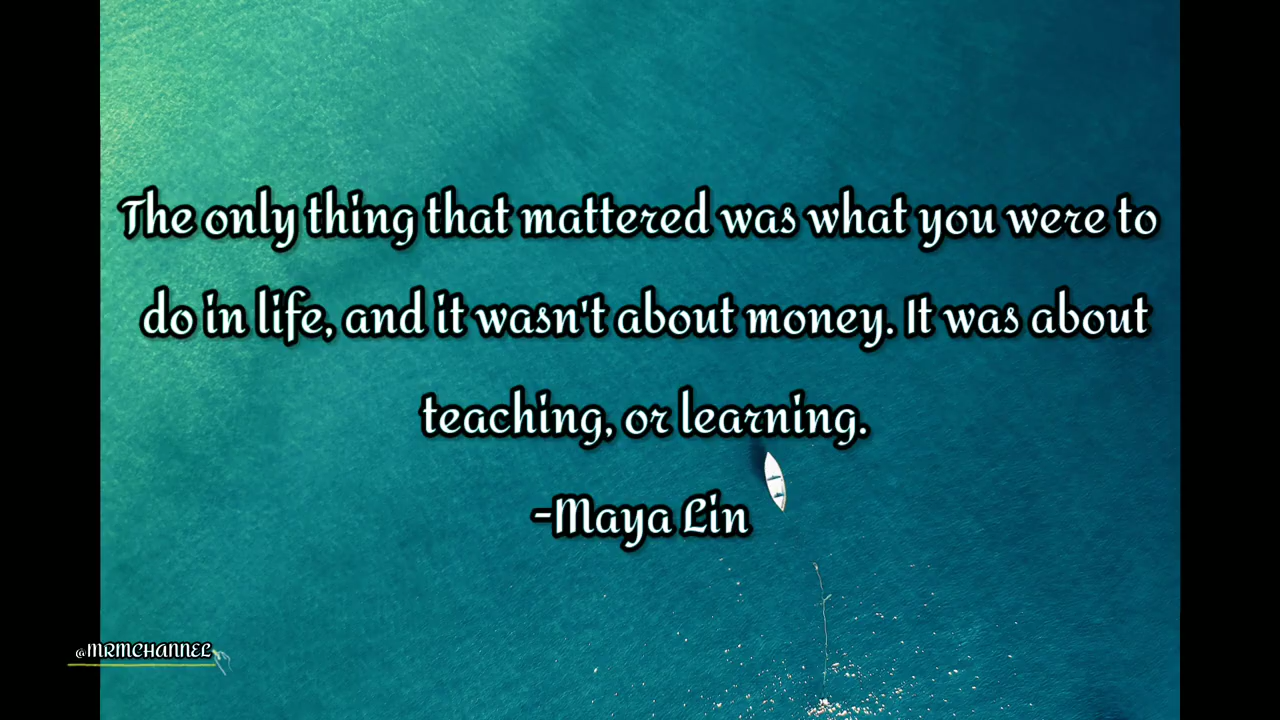 The only thing that mattered was what you were to
do in life, and it wasn't about money. It was about
teaching, or learning.
-Maya Lin
@MRMCHANNEL